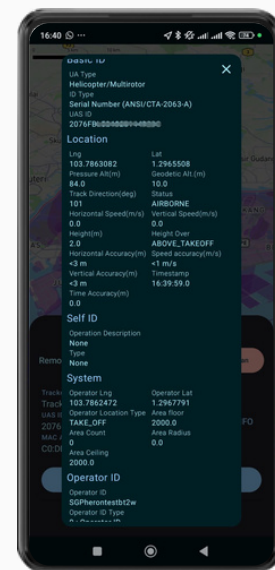 16:40
Basic ID
UA Type
Helicopter/Multirotor
ID Type
Serial Number (ANSI/
CTA-2063-A)
UAS ID
Location
Lng Lat
103.7863082 1.2965508
Pressure Alt(m) Geodetic Alt.(m)
84.0 10.0
Track Direction(deg) Status
101 AIRBORNE
Horizontal Speed(m/s) Vertical Speed(m/s)
0.0 0.0
Height(m) Height Over
2.0 ABOVE_TAKEOFF
Horizontal Accuracy(m) Speed accuracy(m/s)
<3 m <1 m/s
Vertical Accuracy(m) Timestamp
<3 m 16:39:59.0
Time Accuracy(m)
0.0
Self ID
Operation Description
None
Type
None
System
Operator Lng Operator Lat
103.7862472 1.2967791
Operator Location Type Area floor
TAKE_OFF 2000.0
Area Count Area Radius
0 0.0
Area Ceiling
2000.0
Operator ID
Operator ID
SGPherontestbt2w
Operator ID Type